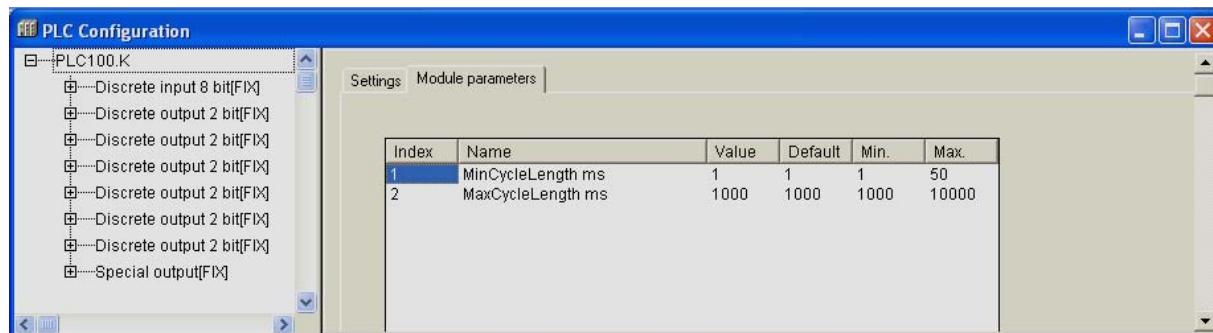 PLC Configuration
PLC100.K
Discrete input 8 bit[FIX]
Discrete output 2 bit[FIX]
Discrete output 2 bit[FIX]
Discrete output 2 bit[FIX]
Discrete output 2 bit[FIX]
Discrete output 2 bit[FIX]
Discrete output 2 bit[FIX]
Special output[FIX]
Settings Module parameters
Index Name Value Default Min. Max.
1 MinCycleLength ms 1 1 1 50
2 MaxCycleLength ms 1000 1000 1000 10000